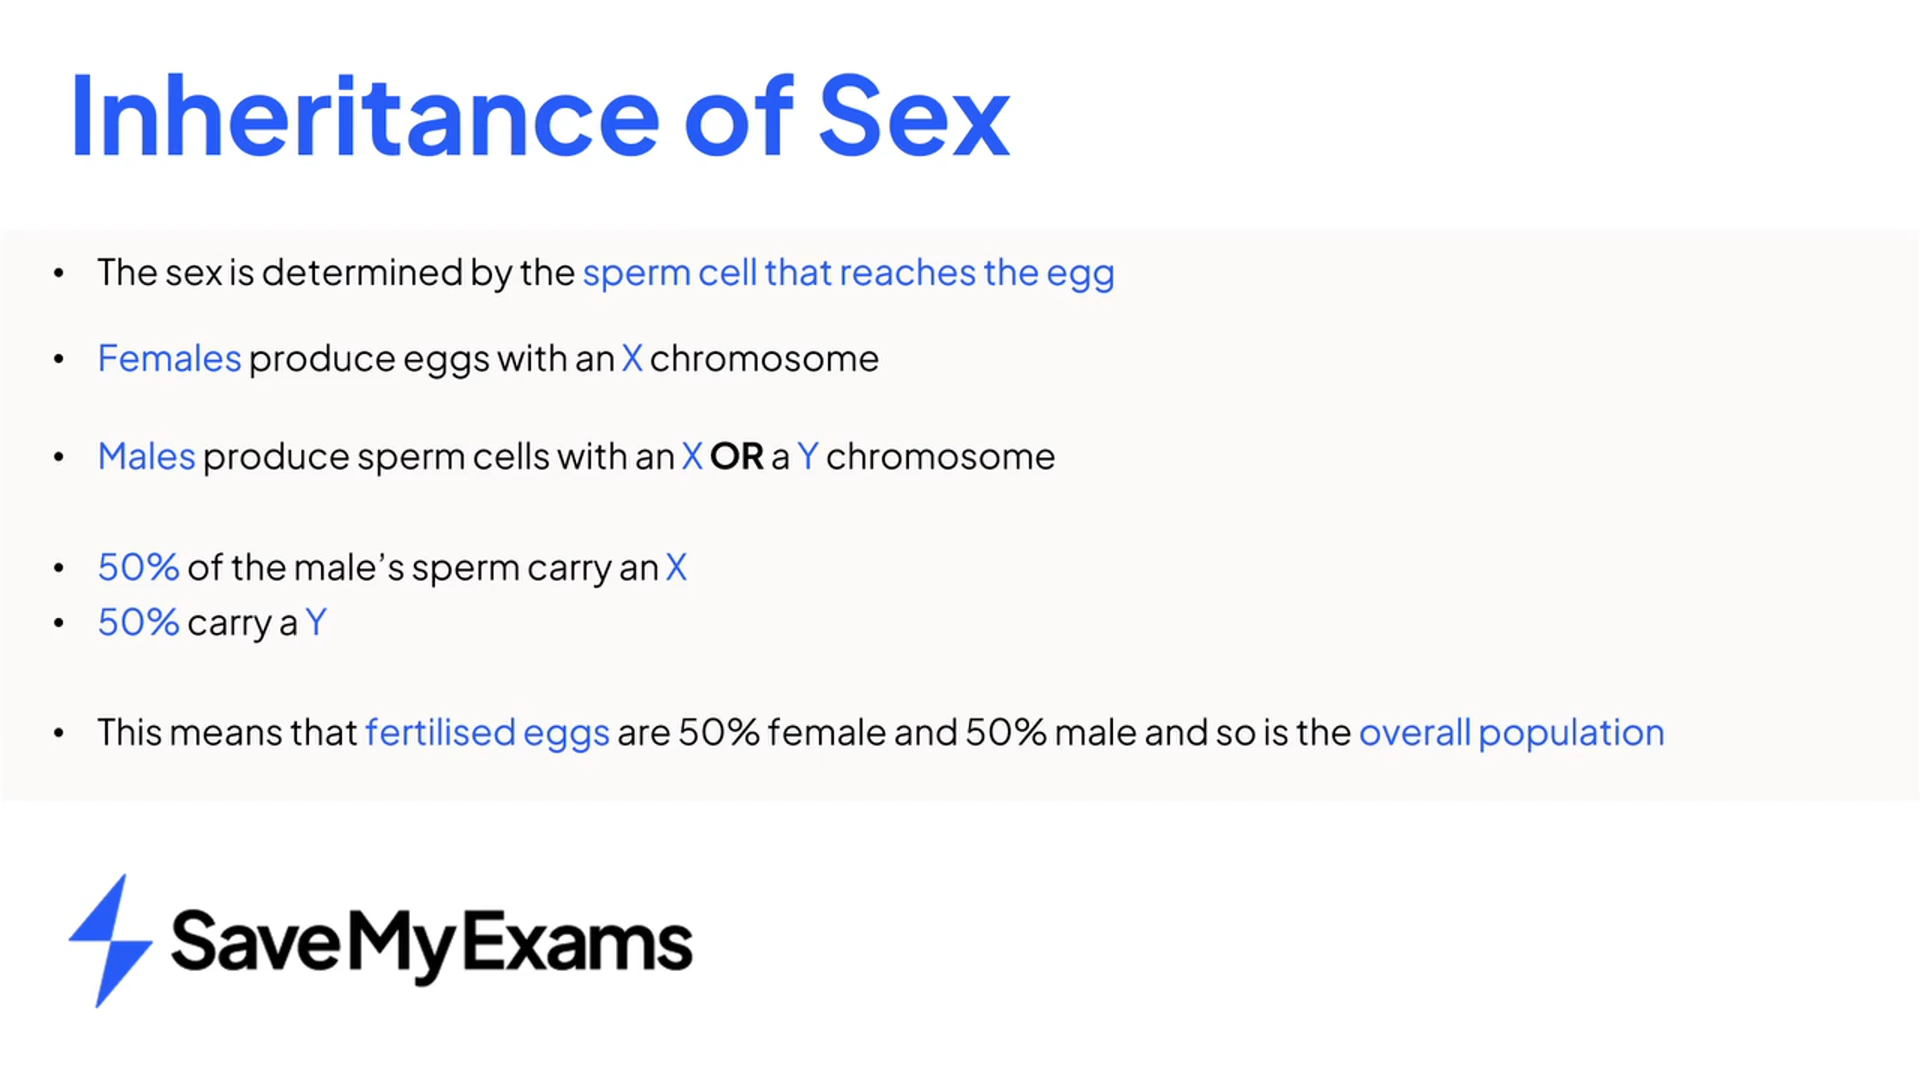 Inheritance of Sex
• The sex is determined by the sperm cell that reaches the egg
• Females produce eggs with an X chromosome
• Males produce sperm cells with an X OR a Y chromosome
• 50% of the male’s sperm carry an X
• 50% carry a Y
• This means that fertilised eggs are 50% female and 50% male and so is the overall population
SaveMyExams